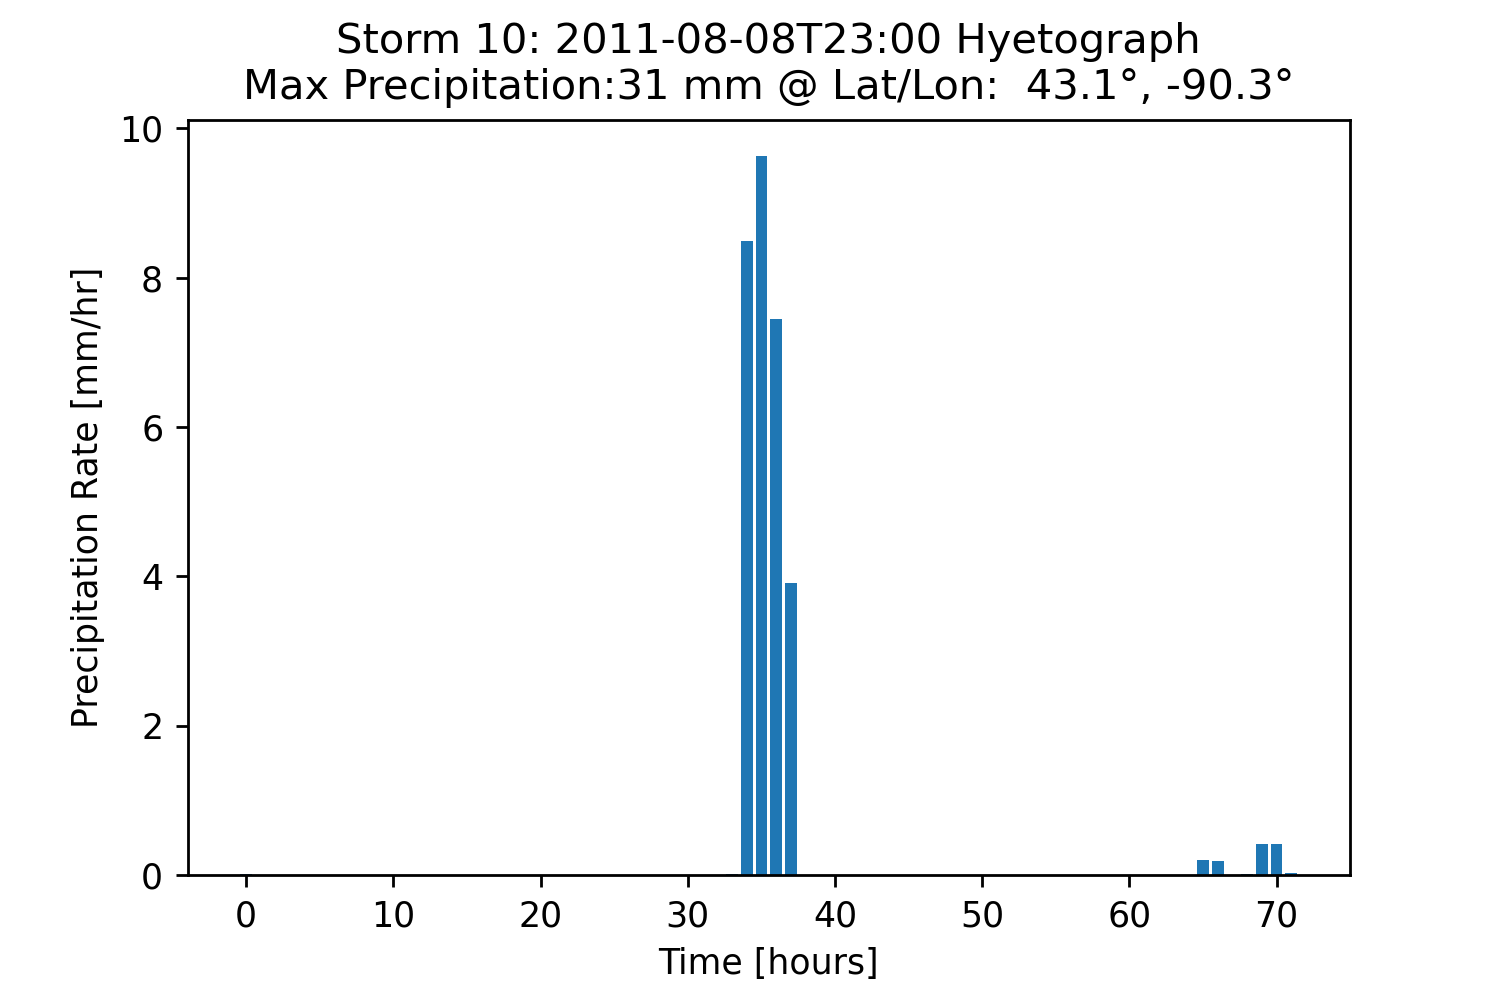 Storm 10: 2011-08-08T23:00 Hyetograph
Max Precipitation:31 mm @ Lat/Lon:  43.1°, -90.3°
Precipitation Rate [mm/hr]
10
8
6
4
2
0
0 10 20 30 40 50 60 70
Time [hours]